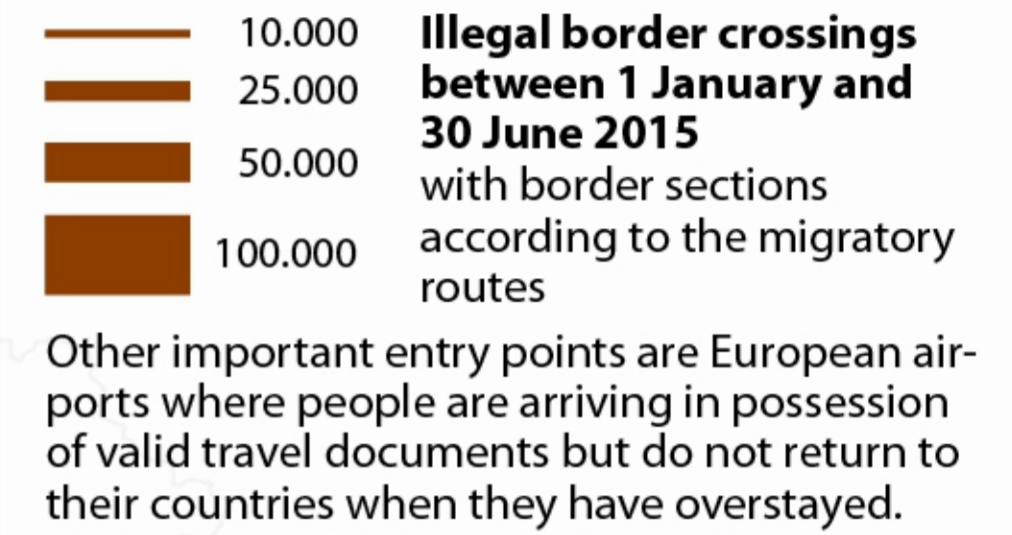 10.000
25.000
50.000
100.000
Illegal border crossings
between 1 January and
30 June 2015
with border sections
according to the migratory
routes
Other important entry points are European air-
ports where people are arriving in possession
of valid travel documents but do not return to
their countries when they have overstayed.